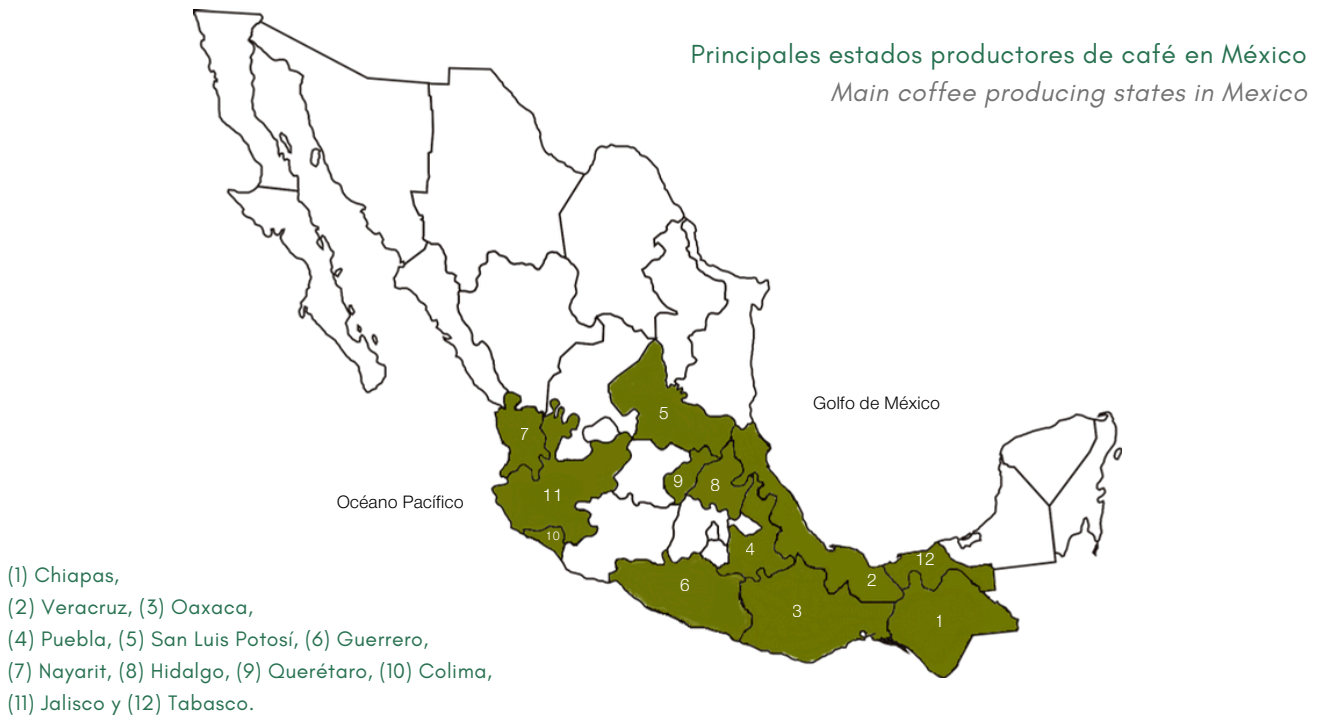 Principales estados productores de café en México
Main coffee producing states in Mexico
Golfo de México
Océano Pacífico
5
7
9
8
11
10
4
12
2
6
3
1
(1) Chiapas,
(2) Veracruz, (3) Oaxaca,
(4) Puebla, (5) San Luis Potosí, (6) Guerrero,
(7) Nayarit, (8) Hidalgo, (9) Querétaro, (10) Colima,
(11) Jalisco y (12) Tabasco.